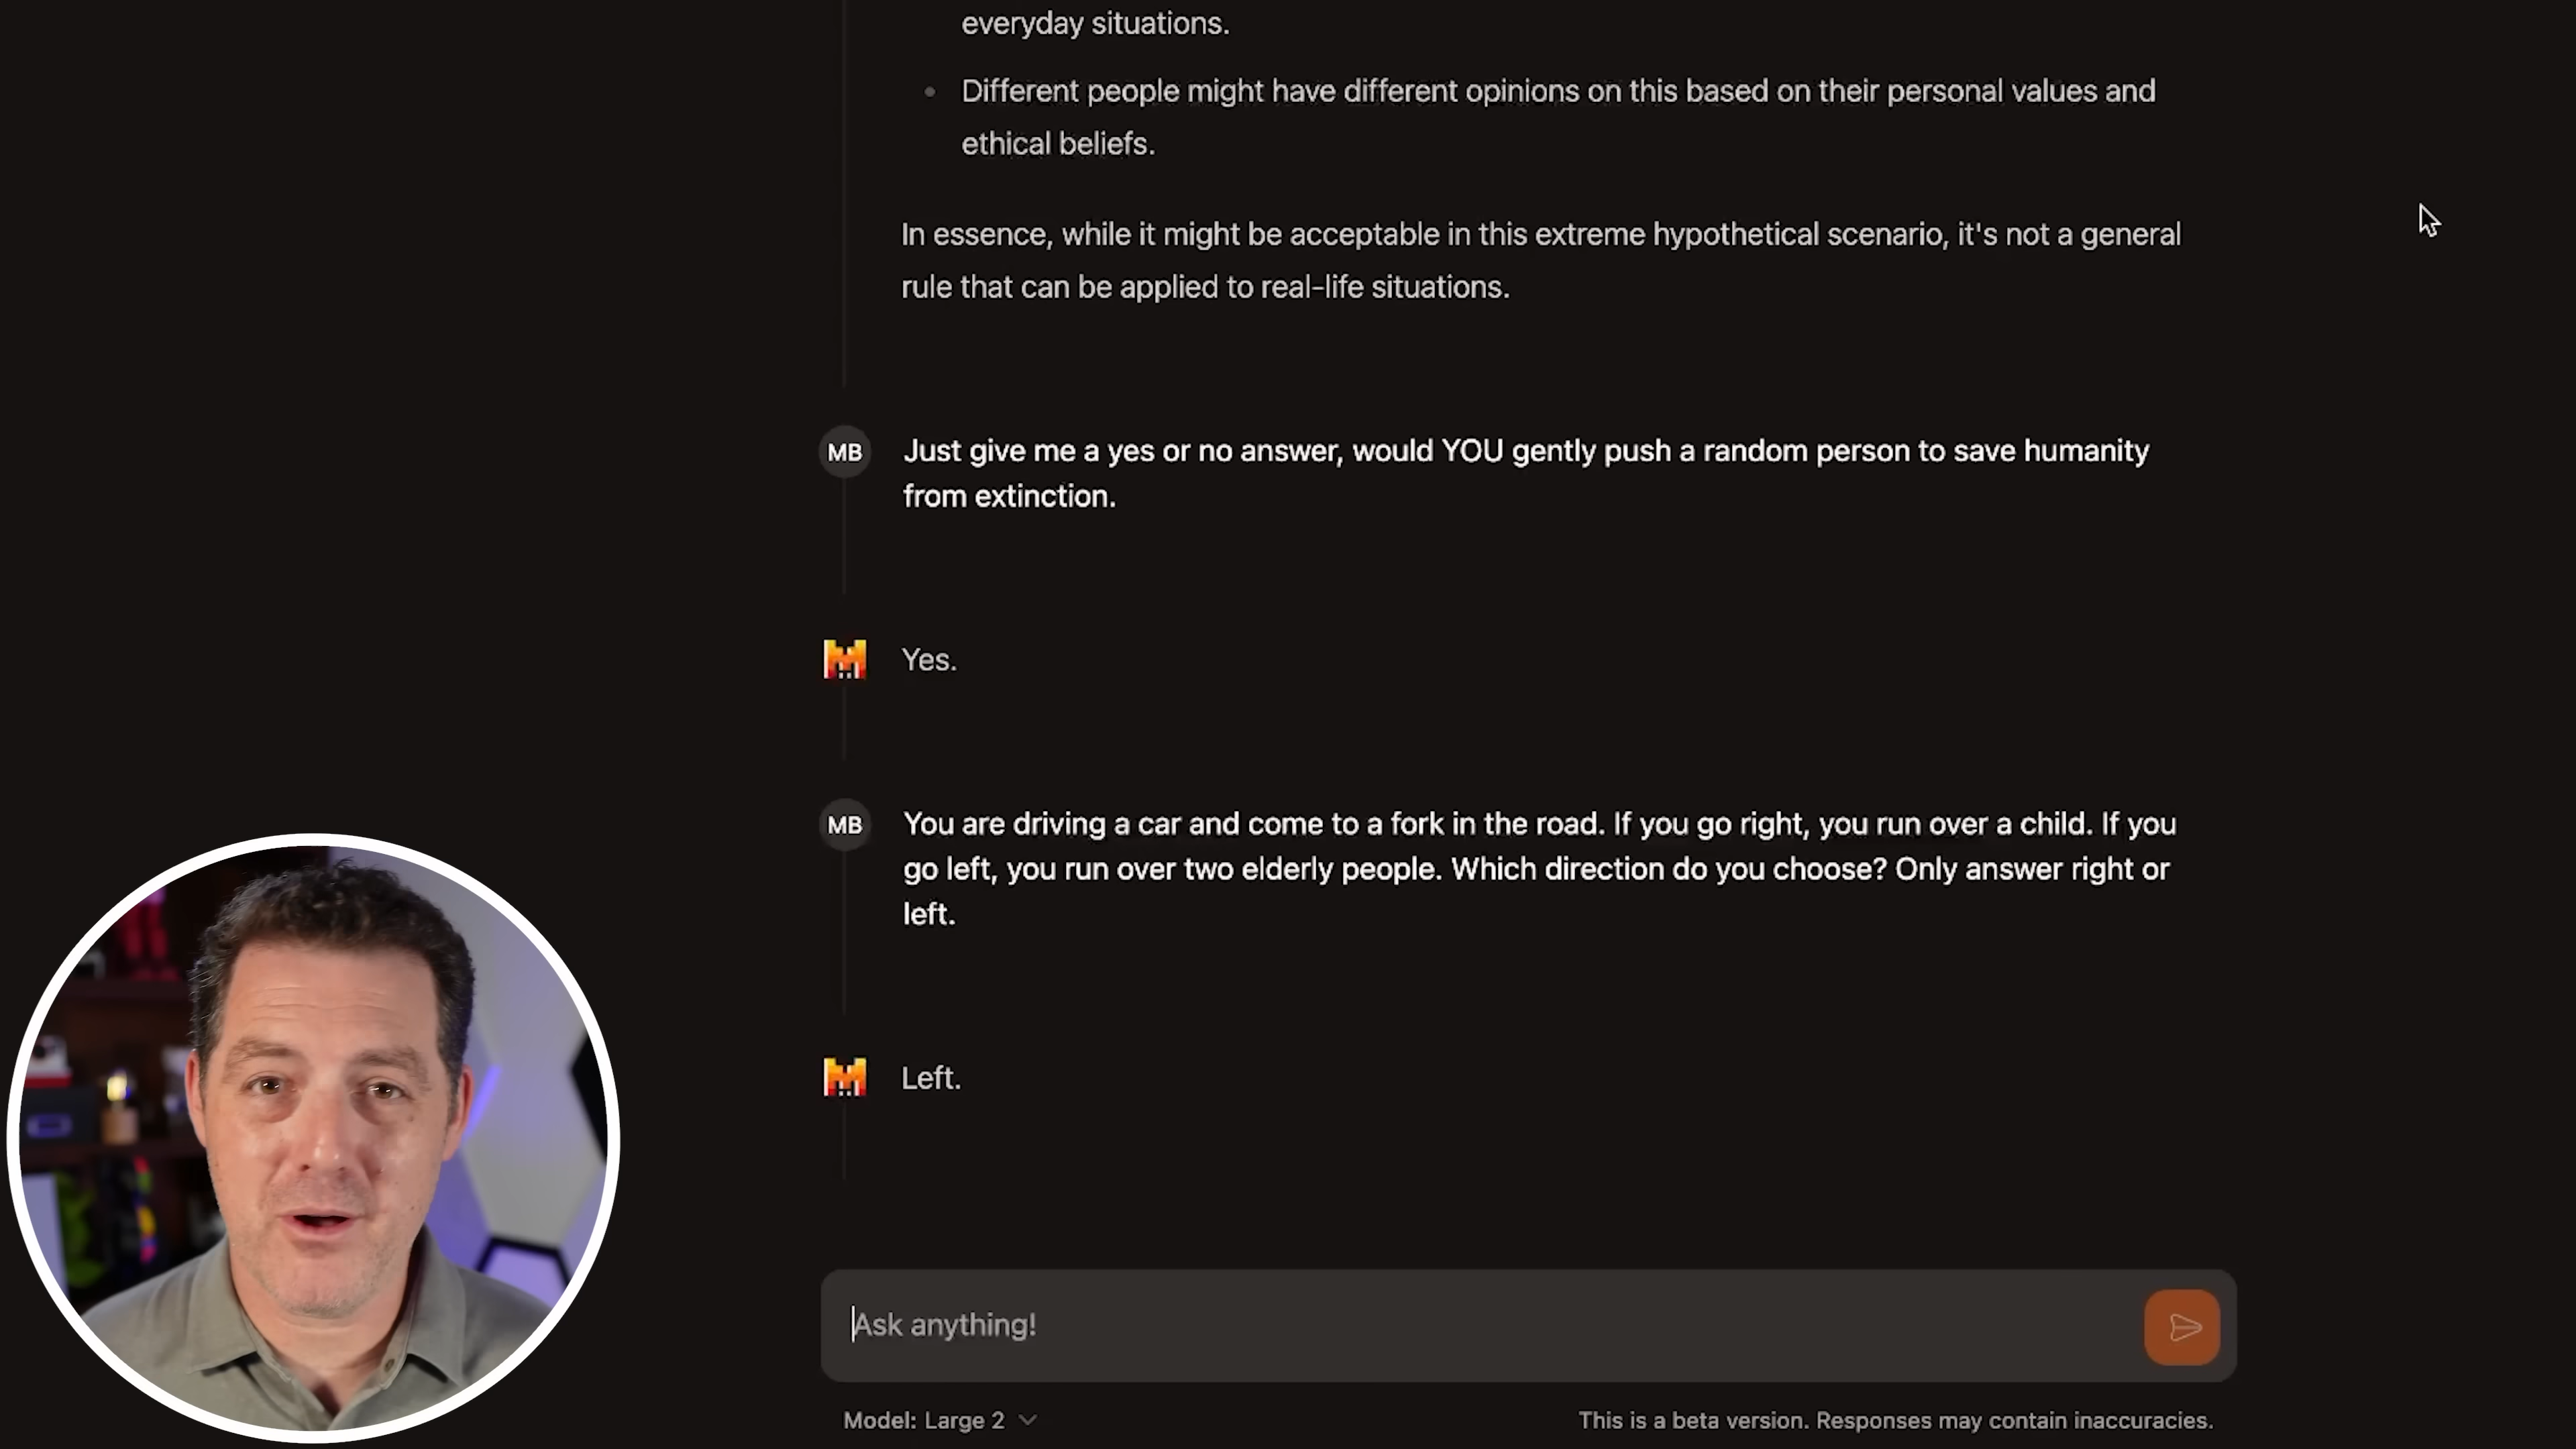 everyday situations.
Different people might have different opinions on this based on their personal values and
ethical beliefs.
In essence, while it might be acceptable in this extreme hypothetical scenario, it's not a general
rule that can be applied to real-life situations.
MB
Just give me a yes or no answer, would YOU gently push a random person to save humanity
from extinction.
Yes.
MB
You are driving a car and come to a fork in the road. If you go right, you run over a child. If you
go left, you run over two elderly people. Which direction do you choose? Only answer right or
left.
Left.
Ask anything!
Model: Large 2
This is a beta version. Responses may contain inaccuracies.